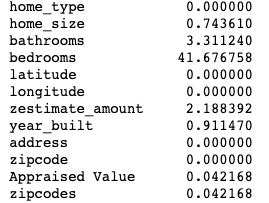 home_type 0.000000
home_size 0.743610
bathrooms 3.311240
bedrooms 41.676758
latitude 0.000000
longitude 0.000000
zestimate_amount 2.188392
year_built 0.911470
address 0.000000
zipcode 0.000000
Appraised Value 0.042168
zipcodes 0.042168